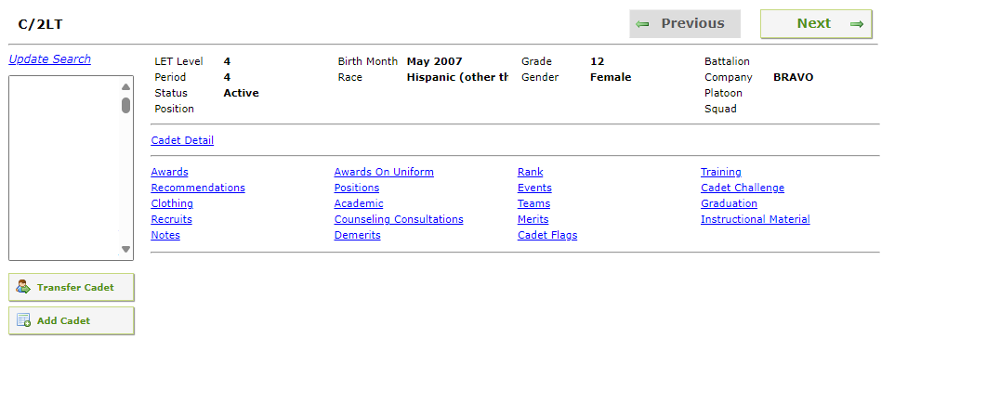 C/2LT
Previous
Next
Update Search
LET Level 4 Birth Month May 2007 Grade 12 Battalion
Period 4 Race Hispanic (other th Gender Female Company BRAVO
Status Active Platoon
Position Squad
Cadet Detail
Awards Awards On Uniform Rank Training
Recommendations Positions Events Cadet Challenge
Clothing Academic Teams Graduation
Recruits Counseling Consultations Merits Instructional Material
Notes Demerits Cadet Flags
Transfer Cadet
Add Cadet